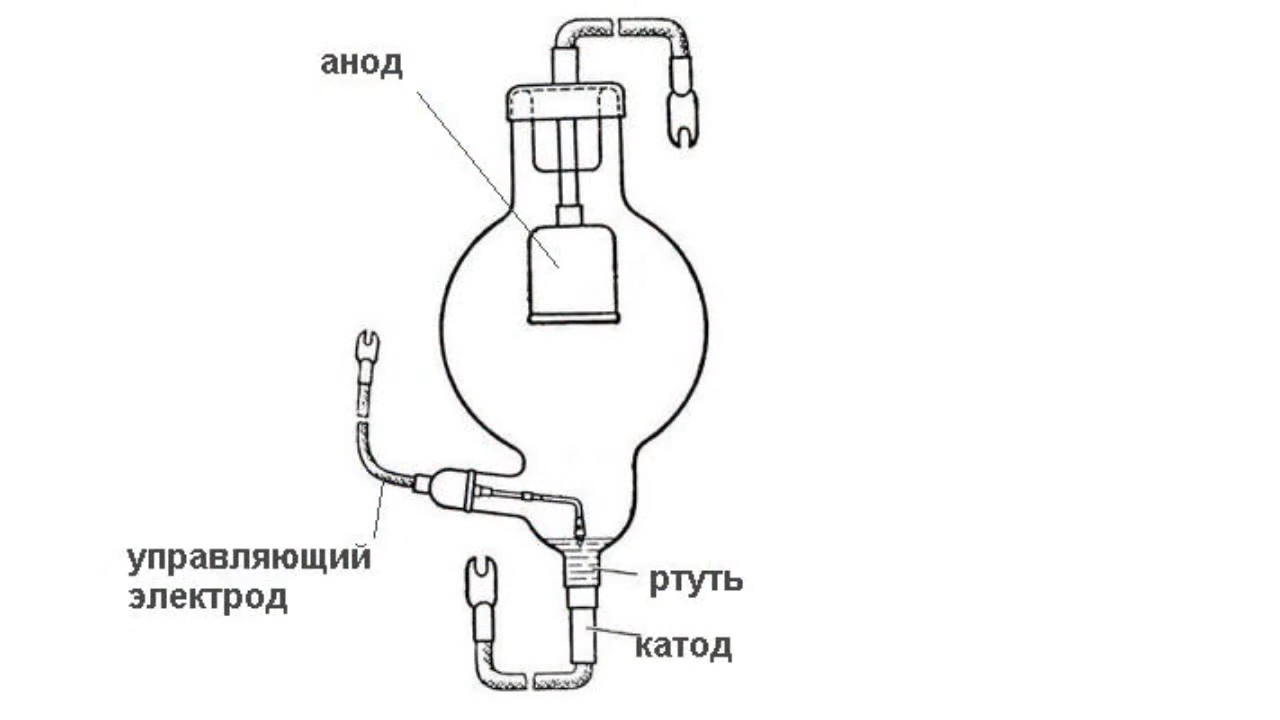 анод
управляющий
электрод
ртуть
катод